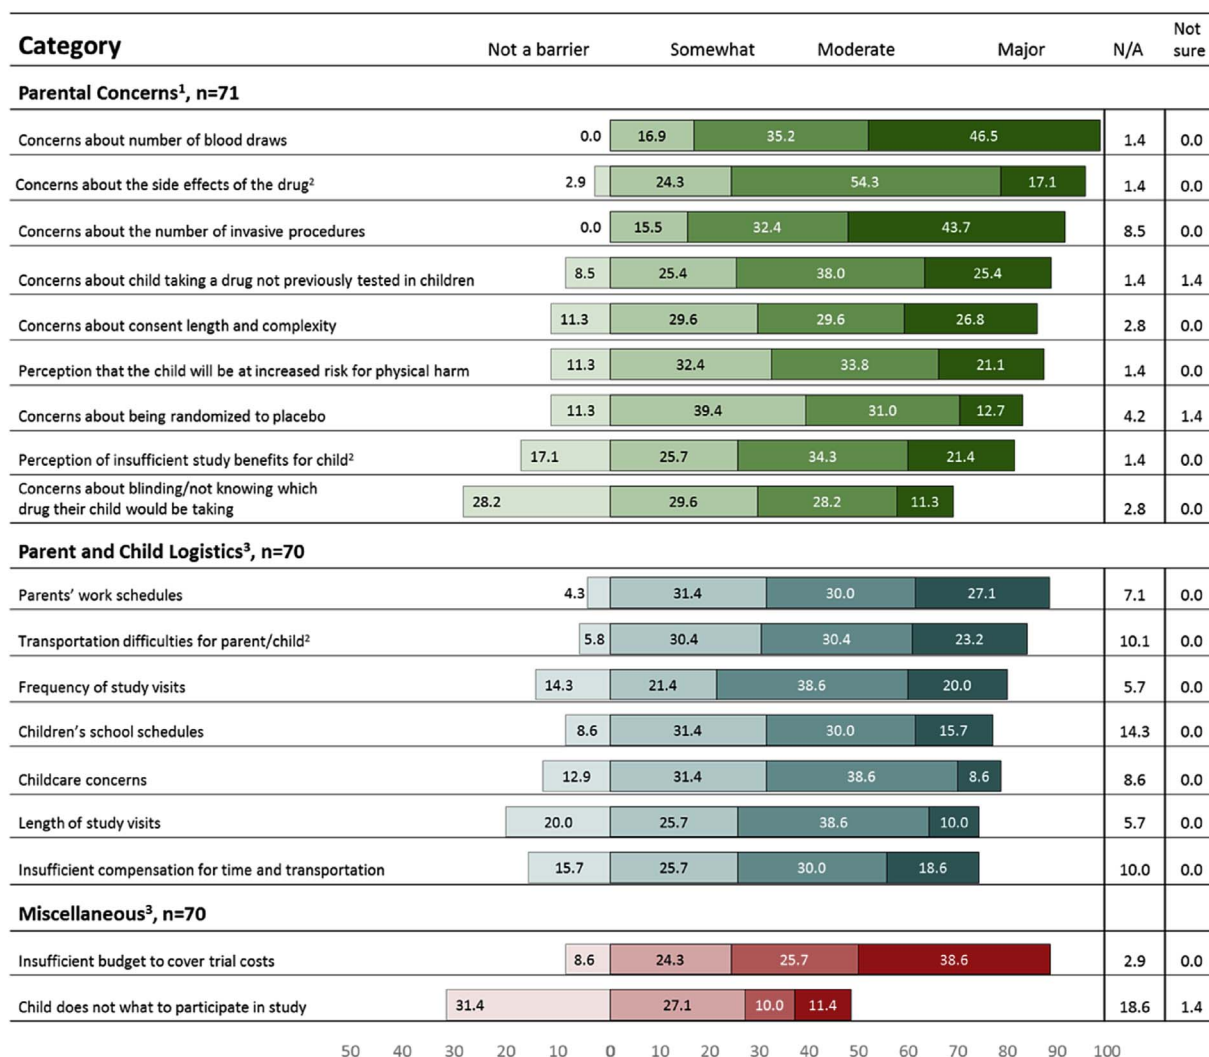 Category Not a barrier Somewhat Moderate Major N/A Not sure
Parental Concerns¹, n=71
Concerns about number of blood draws 0.0 16.9 35.2 46.5 1.4 0.0
Concerns about the side effects of the drug² 2.9 24.3 54.3 17.1 1.4 0.0
Concerns about the number of invasive procedures 0.0 15.5 32.4 43.7 8.5 0.0
Concerns about child taking a drug not previously tested in children 8.5 25.4 38.0 25.4 1.4 1.4
Concerns about consent length and complexity 11.3 29.6 29.6 26.8 2.8 0.0
Perception that the child will be at increased risk for physical harm 11.3 32.4 33.8 21.1 1.4 0.0
Concerns about being randomized to placebo 11.3 39.4 31.0 12.7 4.2 1.4
Perception of insufficient study benefits for child² 17.1 25.7 34.3 21.4 1.4 0.0
Concerns about blinding/not knowing which
drug their child would be taking 28.2 29.6 28.2 11.3 2.8 0.0
Parent and Child Logistics³, n=70
Parents' work schedules 4.3 31.4 30.0 27.1 7.1 0.0
Transportation difficulties for parent/child² 5.8 30.4 30.4 23.2 10.1 0.0
Frequency of study visits 14.3 21.4 38.6 20.0 5.7 0.0
Children's school schedules 8.6 31.4 30.0 15.7 14.3 0.0
Childcare concerns 12.9 31.4 38.6 8.6 8.6 0.0
Length of study visits 20.0 25.7 38.6 10.0 5.7 0.0
Insufficient compensation for time and transportation 15.7 25.7 30.0 18.6 10.0 0.0
Miscellaneous³, n=70
Insufficient budget to cover trial costs 8.6 24.3 25.7 38.6 2.9 0.0
Child does not what to participate in study 31.4 27.1 10.0 11.4 18.6 1.4
50 40 30 20 10 0 10 20 30 40 50 60 70 80 90 100